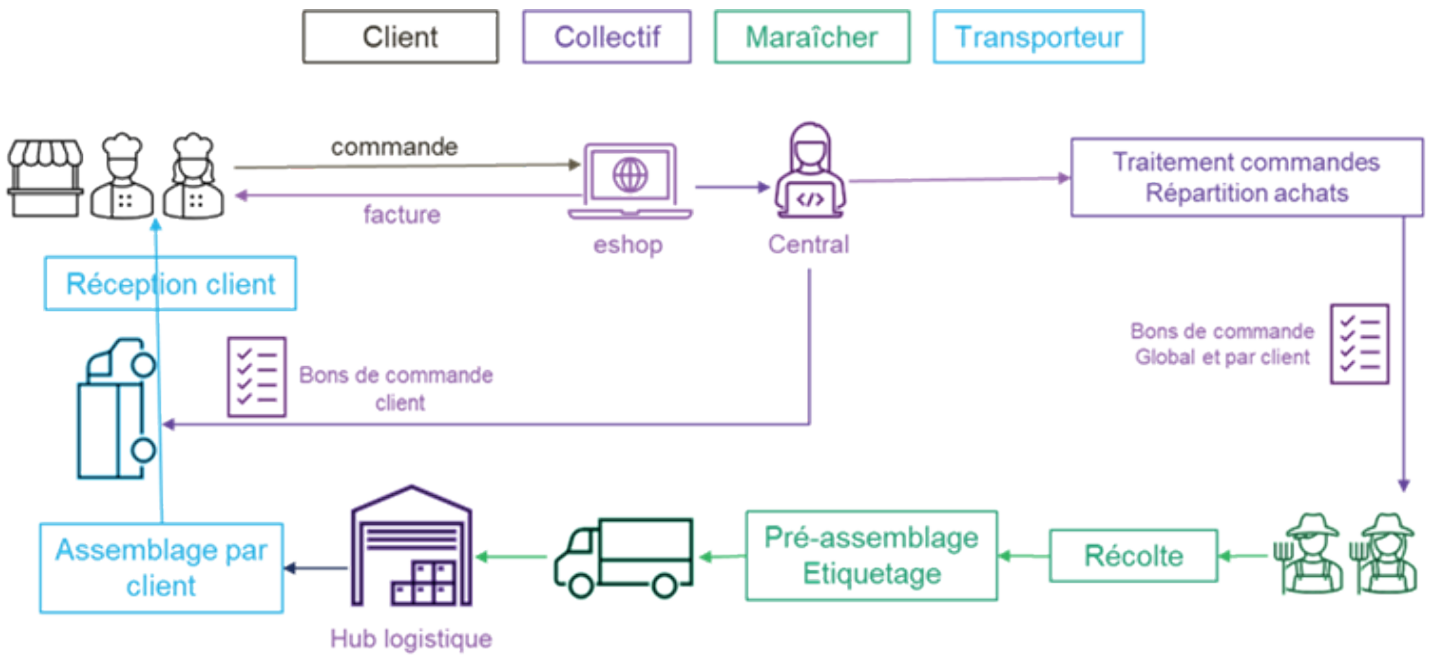 Client
Collectif
Maraîcher
Transporteur
commande
facture
eshop
Central
Traitement commandes
Répartition achats
Réception client
Bons de commande
client
Bons de commande
Global et par client
Assemblage par
client
Hub logistique
Pré-assemblage
Etiquetage
Récolte